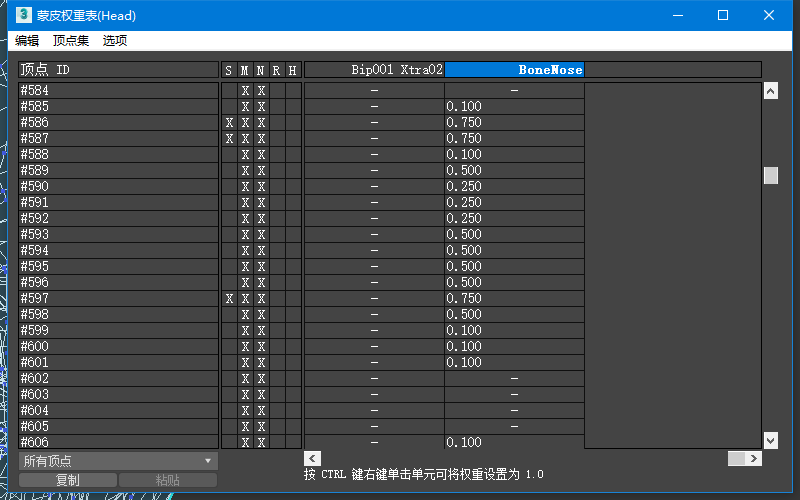 蒙皮权重表(Head)
编辑 顶点集 选项
顶点 ID S M N R H Bip001 Xtra02 BoneNose
#584 X X – –
#585 X X – 0.100
#586 X X X – 0.750
#587 X X X – 0.750
#588 X X – 0.100
#589 X X – 0.500
#590 X X – 0.250
#591 X X – 0.250
#592 X X – 0.250
#593 X X – 0.500
#594 X X – 0.500
#595 X X – 0.500
#596 X X – 0.500
#597 X X X – 0.750
#598 X X – 0.500
#599 X X – 0.100
#600 X X – 0.100
#601 X X – 0.100
#602 X X – –
#603 X X – –
#604 X X – –
#605 X X – –
#606 X X – 0.100
所有顶点
按 CTRL 键右键单击单元可将权重设置为 1.0
复制 粘贴